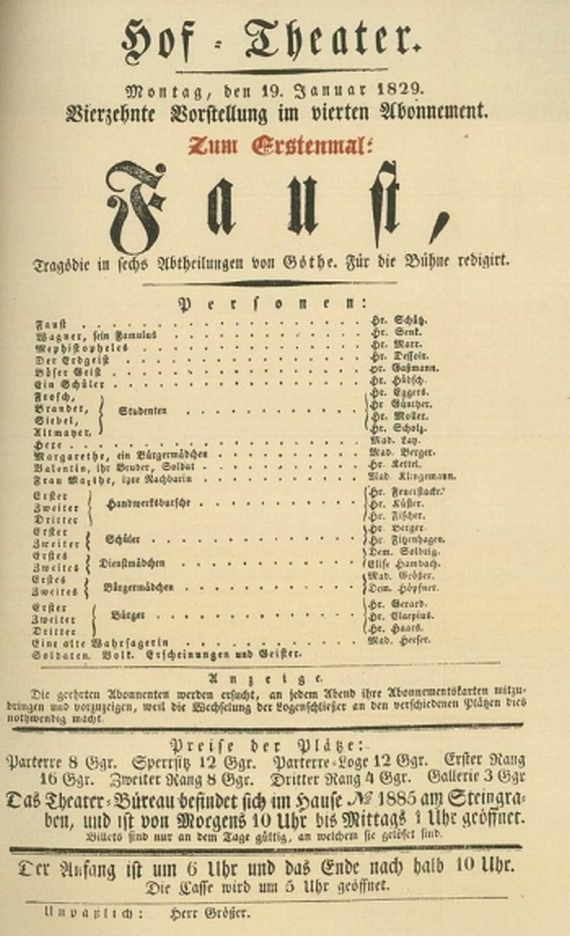 Hof-Theater.
Montag, den 19. Januar 1829.
Vierzehnte Vorstellung im vierten Abonnement.
Zum Erstenmal:
Faust,
Tragödie in sechs Abtheilungen von Göthe. Für die Bühne redigirt.
Personen:
Faust . . . . Hr. Schütz.
Wagner, sein Famulus . . . . Hr. Senk.
Mephistopheles . . . . Hr. Marr.
Der Erdgeist . . . . Hr. Dessoir.
Böser Geist . . . . Hr. Gaßmann.
Ein Schüler . . . . Hr. Hübsch.
Frosch, Hr. Eggers.
Brander, Hr. Günther.
Studenten . . . .
Siebel, Hr. Moller.
Altmayer, Hr. Scholz.
Hexe . . . . Mad. Lay.
Margarethe, ein Bürgermädchen . . . . Mad. Berger.
Valentin, ihr Bruder, Soldat . . . . Hr. Kettel.
Frau Marthe, ihre Nachbarin . . . . Mad. Klingemann.
Erster Hr. Feuerstacke.
Zweiter Handwerksbursche . . . . Hr. Küster.
Dritter Hr. Fischer.
Erster Hr. Berger.
Schüler . . . .
Zweiter Hr. Fitzenhagen.
Erstes Dem. Solbrig.
Dienstmädchen . . . .
Zweites Elise Hambach.
Erstes Mad. Größer.
Bürgermädchen . . . .
Zweites Dem. Höpfner.
Erster Hr. Gerard.
Zweiter Bürger . . . . Hr. Clarpius.
Dritter Hr. Haars.
Eine alte Wahrsagerin . . . . Mad. Heeser.
Soldaten. Volk. Erscheinungen und Geister.
Anzeige.
Die geehrten Abonnenten werden ersucht, an jedem Abend ihre Abonnementskarten mitzu-
bringen und vorzuzeigen, weil die Wechselung der Logenschließer an den verschiedenen Plätzen dies
nothwendig macht.
Preise der Plätze:
Parterre 8 Ggr. Sperrsitz 12 Ggr. Parterre-Loge 12 Ggr. Erster Rang
16 Ggr. Zweiter Rang 8 Ggr. Dritter Rang 4 Ggr. Gallerie 3 Ggr
Das Theater-Büreau befindet sich im Hause № 1885 am Steingra-
ben, und ist von Moegens 10 Uhr bis Mittags 1 Uhr geöffnet.
Billets sind nur an dem Tage gültig, an welchem sie gelöset sind.
Der Anfang ist um 6 Uhr und das Ende nach halb 10 Uhr.
Die Casse wird um 5 Uhr geöffnet.
Unpäßlich: Herr Größer.